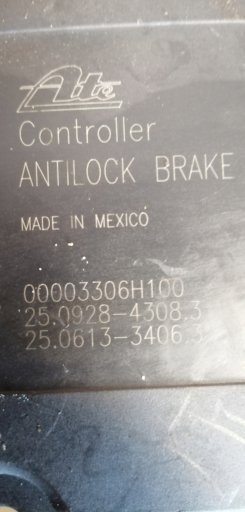 Ate
Controller
ANTILOCK BRAKE
MADE IN MEXICO
00003306H100
25.0928-4308.3
25.0613-3406.3